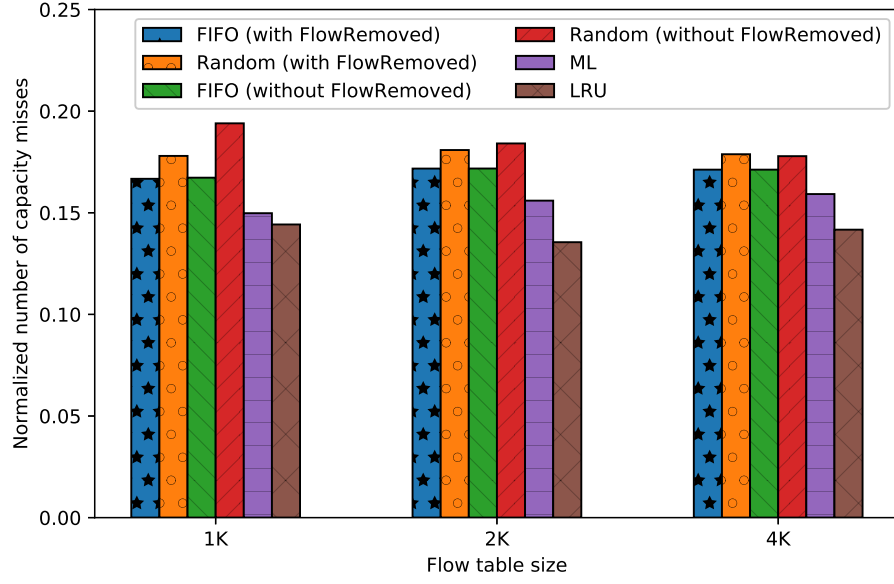 0.25
0.20
0.15
0.10
0.05
0.00
Normalized number of capacity misses
FIFO (with FlowRemoved)
Random (with FlowRemoved)
FIFO (without FlowRemoved)
Random (without FlowRemoved)
ML
LRU
1K
2K
4K
Flow table size